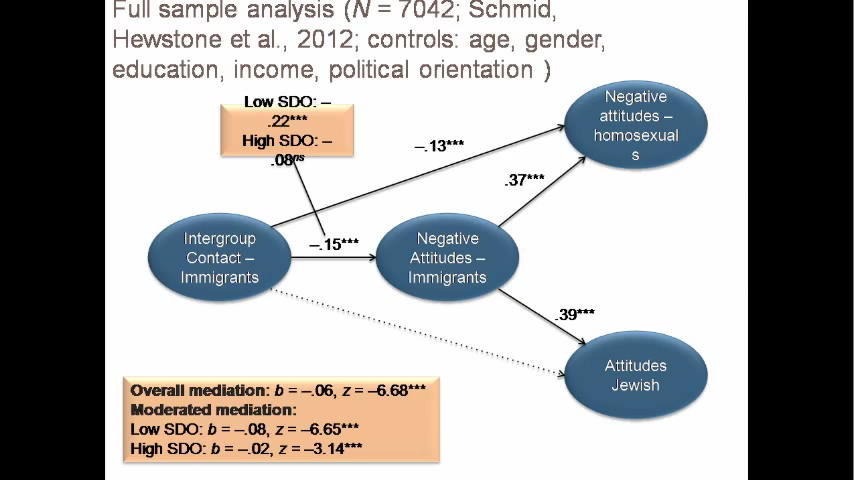 Full sample analysis (N = 7042; Schmid,
Hewstone et al., 2012; controls: age, gender,
education, income, political orientation )
Low SDO: –
.22***
High SDO: –
.08ns
Negative
attitudes –
homosexual
s
–.13***
.37***
Intergroup
Contact –
Immigrants
–.15***
Negative
Attitudes –
Immigrants
.39***
Attitudes
Jewish
Overall mediation: b = –.06, z = –6.68***
Moderated mediation:
Low SDO: b = –.08, z = –6.65***
High SDO: b = –.02, z = –3.14***